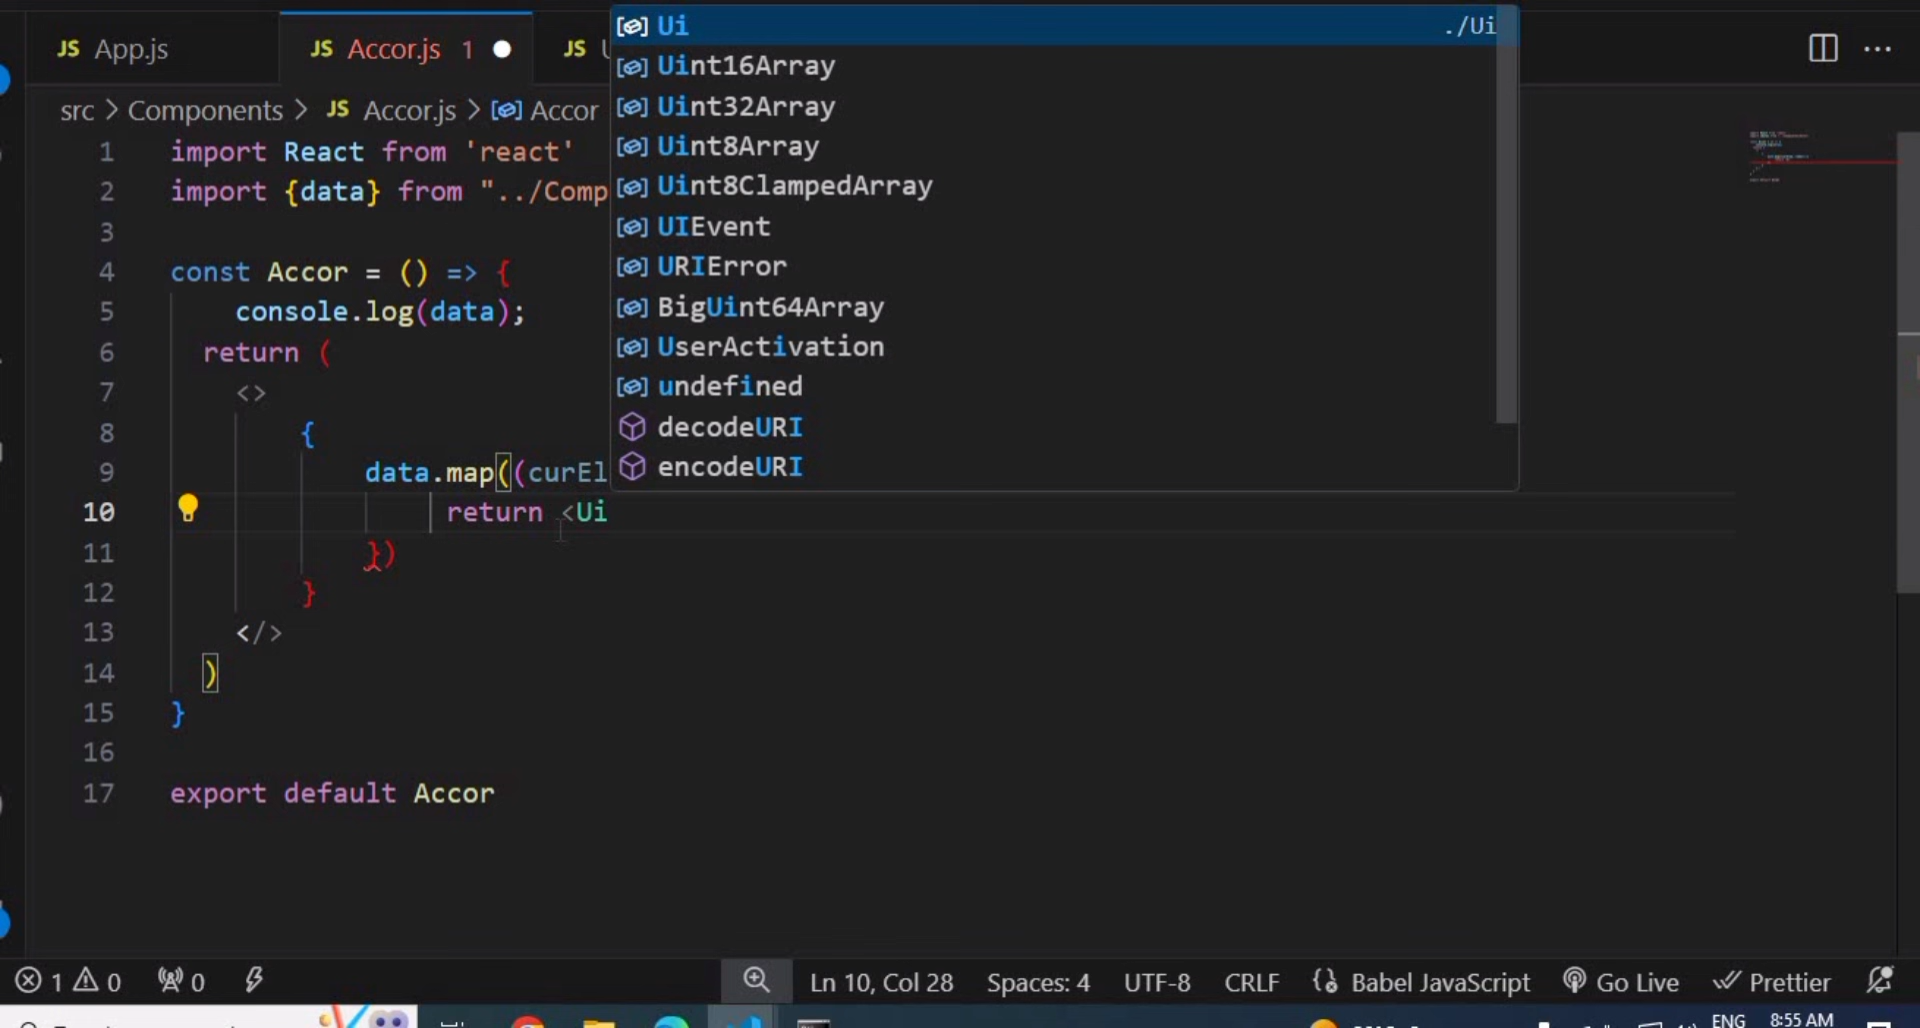 JS App.js
JS Accor.js 1
JS
src > Components > JS Accor.js > Accor
1 import React from 'react'
2 import {data} from "../Comp
3
4 const Accor = () => {
5 console.log(data);
6 return (
7 <>
8 {
9 data.map((curEl
10 return <Ui
11 })
12 }
13 </>
14 )
15 }
16
17 export default Accor
Ui ./Ui
Uint16Array
Uint32Array
Uint8Array
Uint8ClampedArray
UIEvent
URIError
BigUint64Array
UserActivation
undefined
decodeURI
encodeURI
1 0 0 Ln 10, Col 28 Spaces: 4 UTF-8 CRLF Babel JavaScript Go Live Prettier
ENG 8:55 AM